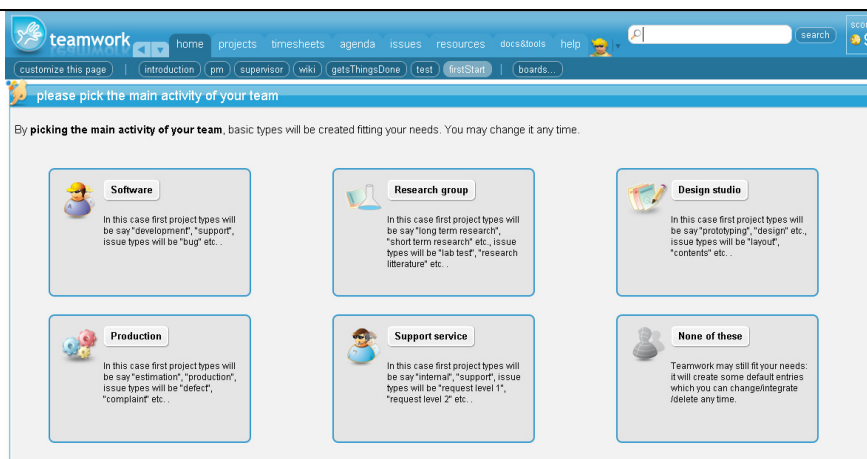 teamwork
home projects timesheets agenda issues resources docs&tools help search
customize this page | introduction pm supervisor wiki getsThingsDone test firstStart | boards...
please pick the main activity of your team
By picking the main activity of your team, basic types will be created fitting your needs. You may change it any time.
Software
In this case first project types will
be say "development", "support",
issue types will be "bug" etc. .
Research group
In this case first project types will
be say "long term research",
"short term research" etc., issue
types will be "lab test", "research
litterature" etc. .
Design studio
In this case first project types will
be say "prototyping", "design" etc.,
issue types will be "layout",
"contents" etc. .
Production
In this case first project types will
be say "estimation", "production",
issue types will be "defect",
"complaint" etc. .
Support service
In this case first project types will
be say "internal", "support", issue
types will be "request level 1",
"request level 2" etc. .
None of these
Teamwork may still fit your needs:
it will create some default entries
which you can change/integrate
/delete any time.